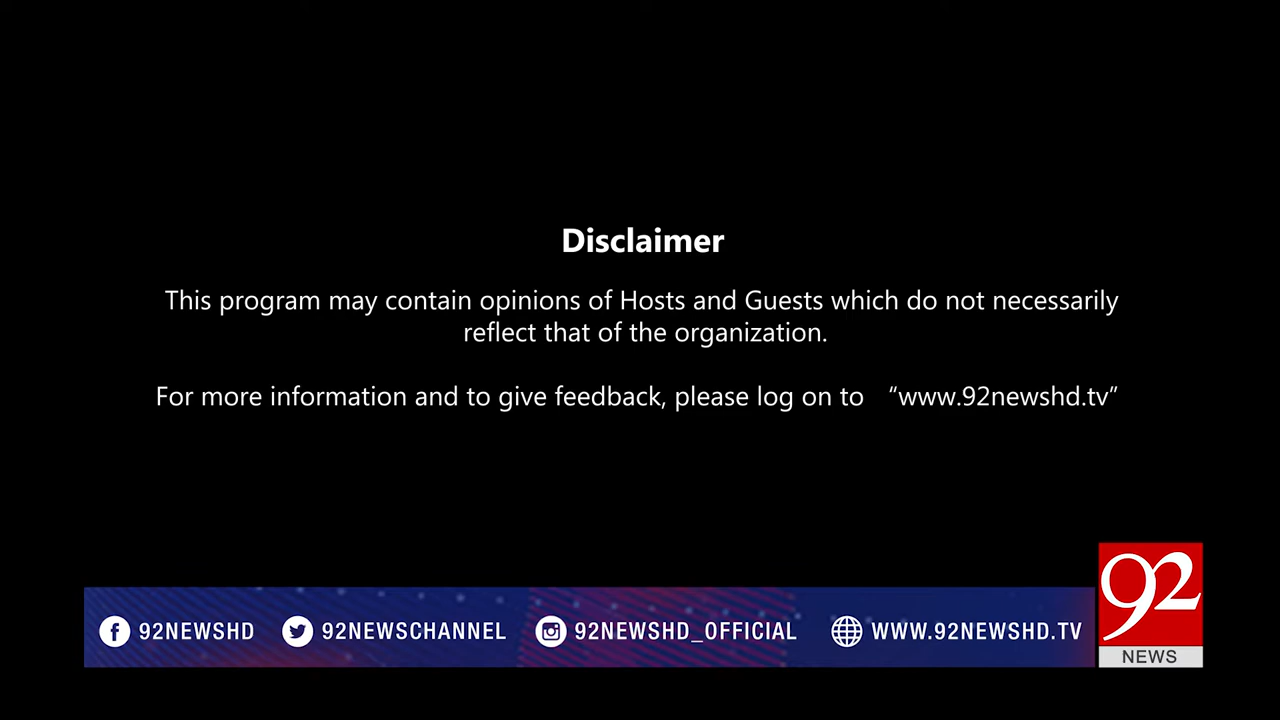 Disclaimer
This program may contain opinions of Hosts and Guests which do not necessarily
reflect that of the organization.
For more information and to give feedback, please log on to “www.92newshd.tv”
92NEWSHD 92NEWSCHANNEL 92NEWSHD_OFFICIAL WWW.92NEWSHD.TV
92
NEWS